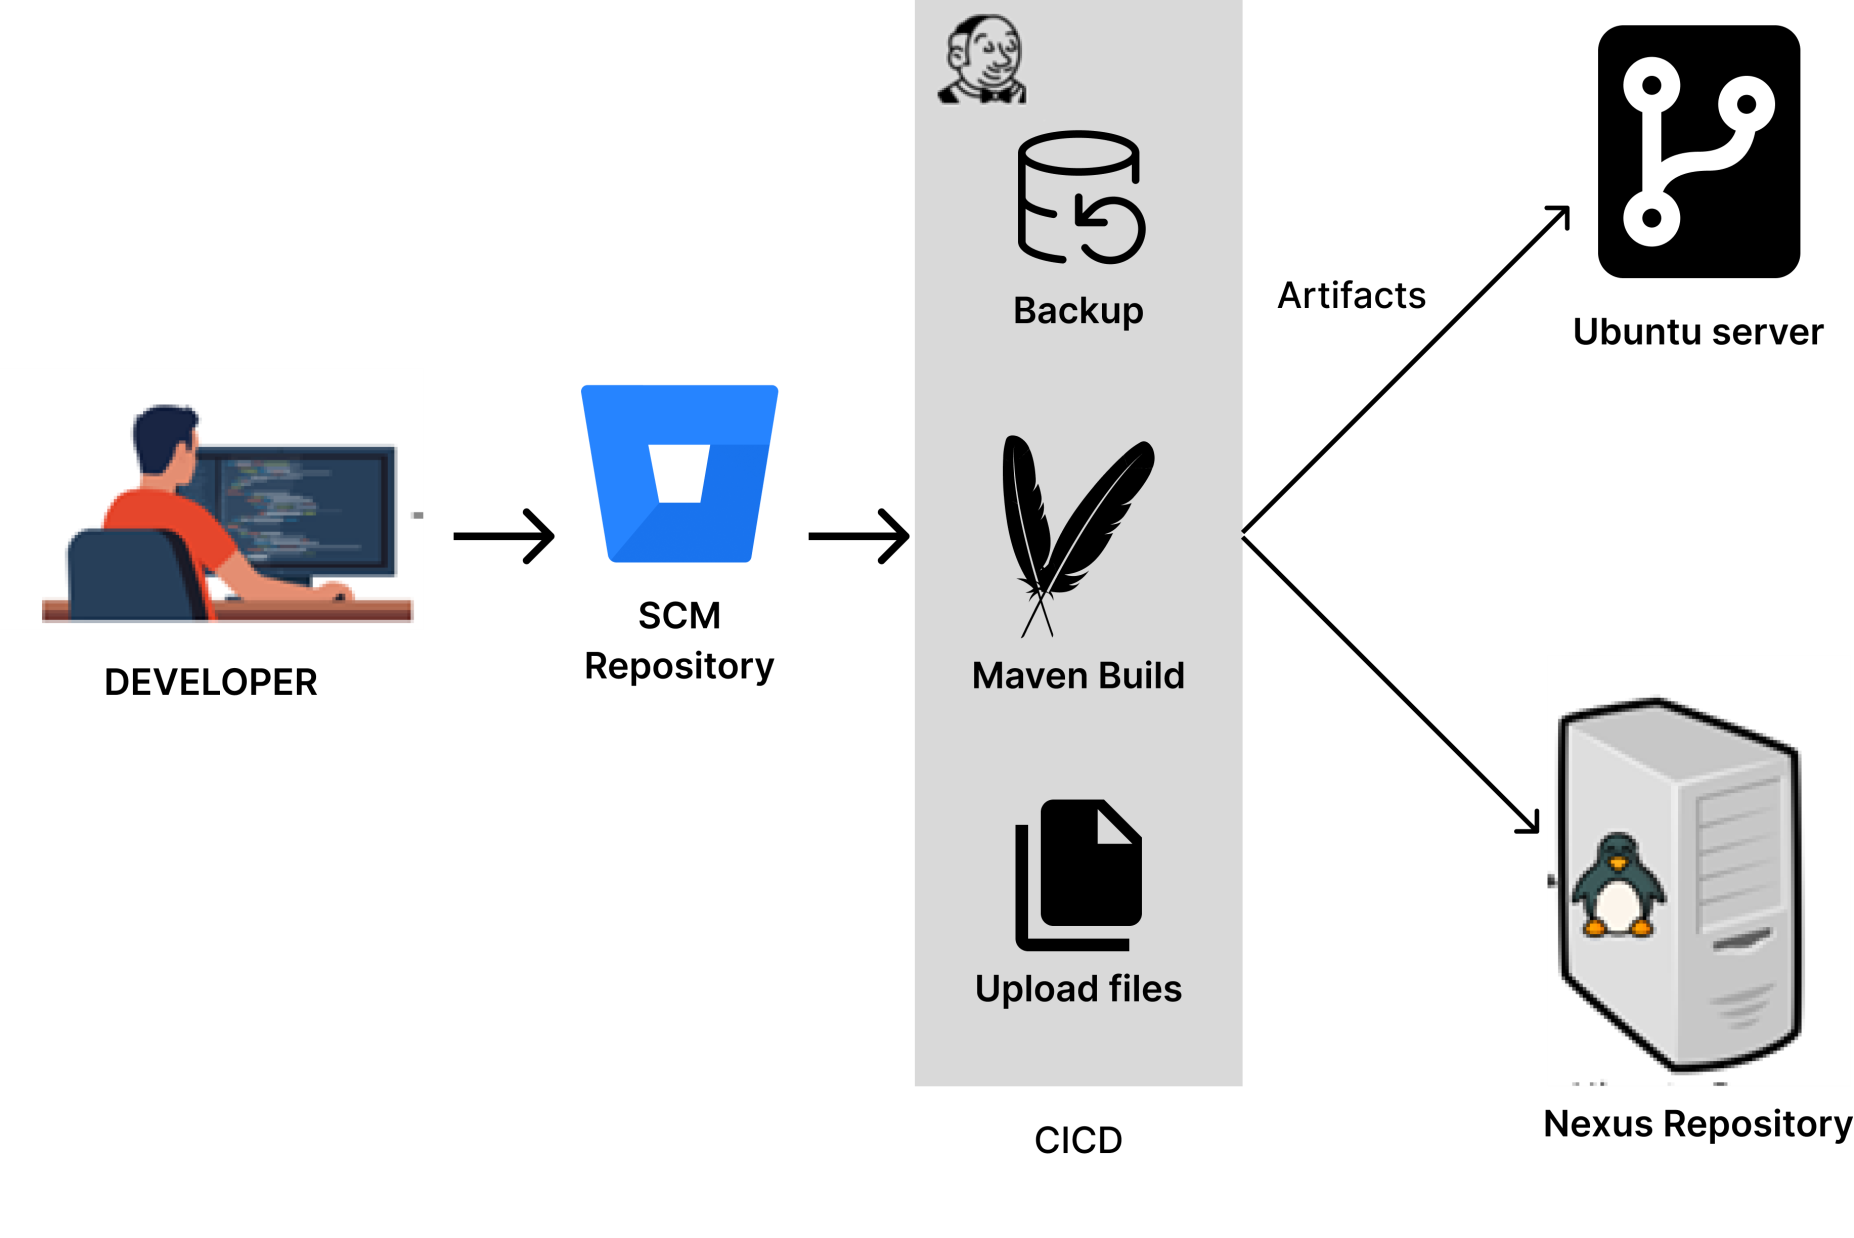 Backup
Artifacts
Ubuntu server
SCM
Repository
DEVELOPER
Maven Build
Upload files
Nexus Repository
CICD